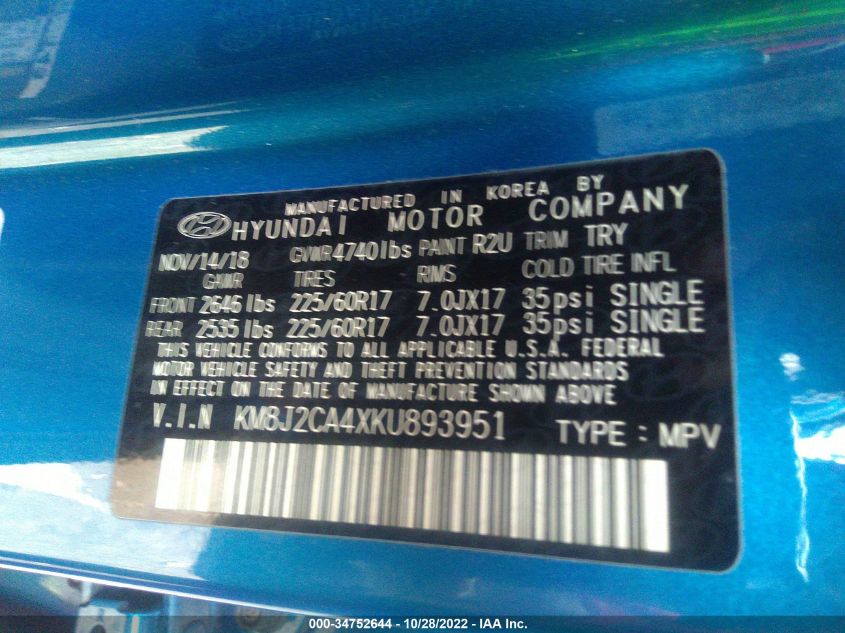 MANUFACTURED IN KOREA BY
HYUNDAI MOTOR COMPANY
NOV/14/18 GVWR 4740lbs PAINT R2U TRIM TRY
GAWR TIRES RIMS COLD TIRE INFL
FRONT 2646 lbs 225/60R17 7.0JX17 35psi SINGLE
REAR 2535 lbs 225/60R17 7.0JX17 35psi SINGLE
THIS VEHICLE CONFORMS TO ALL APPLICABLE U.S.A. FEDERAL
MOTOR VEHICLE SAFETY AND THEFT PREVENTION STANDARDS
IN EFFECT ON THE DATE OF MANUFACTURE SHOWN ABOVE
V.I.N KM8J2CA4XKU893951 TYPE : MPV
000-34752644 - 10/28/2022 - IAA Inc.